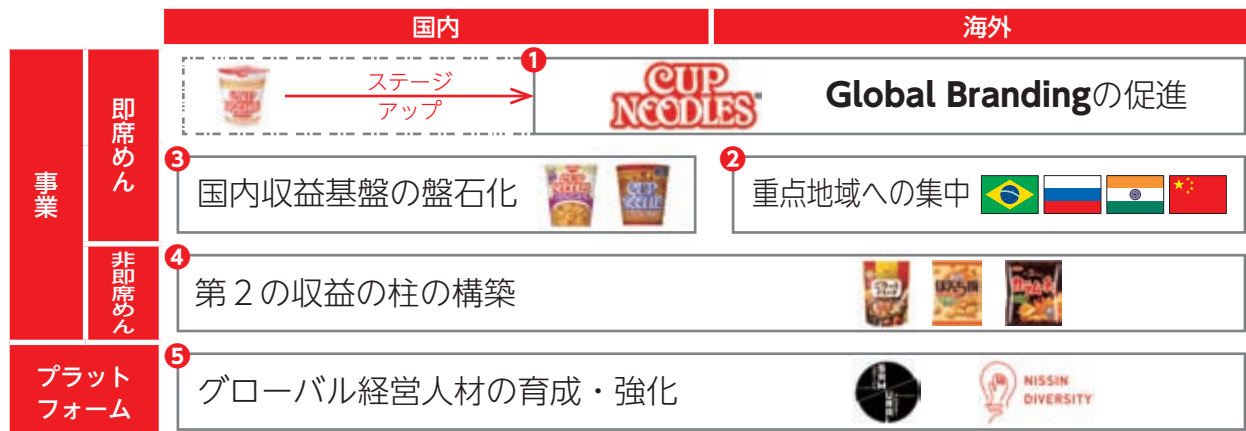 国内
海外
事業
即席めん
ステージ
アップ
1
CUP
NOODLES
Global Brandingの促進
3
国内収益基盤の盤石化
2
重点地域への集中
非即席めん
4
第2の収益の柱の構築
プラット
フォーム
5
グローバル経営人材の育成・強化
NISSIN
DIVERSITY